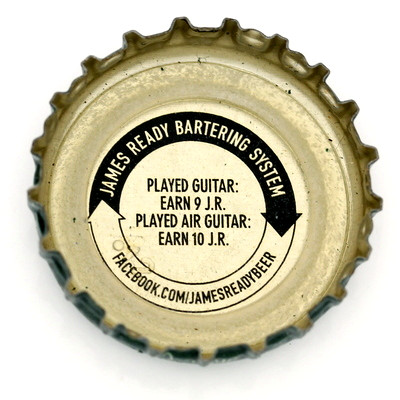 JAMES READY BARTERING SYSTEM
PLAYED GUITAR:
EARN 9 J.R.
PLAYED AIR GUITAR:
EARN 10 J.R.
FACEBOOK.COM/JAMESREADYBEER